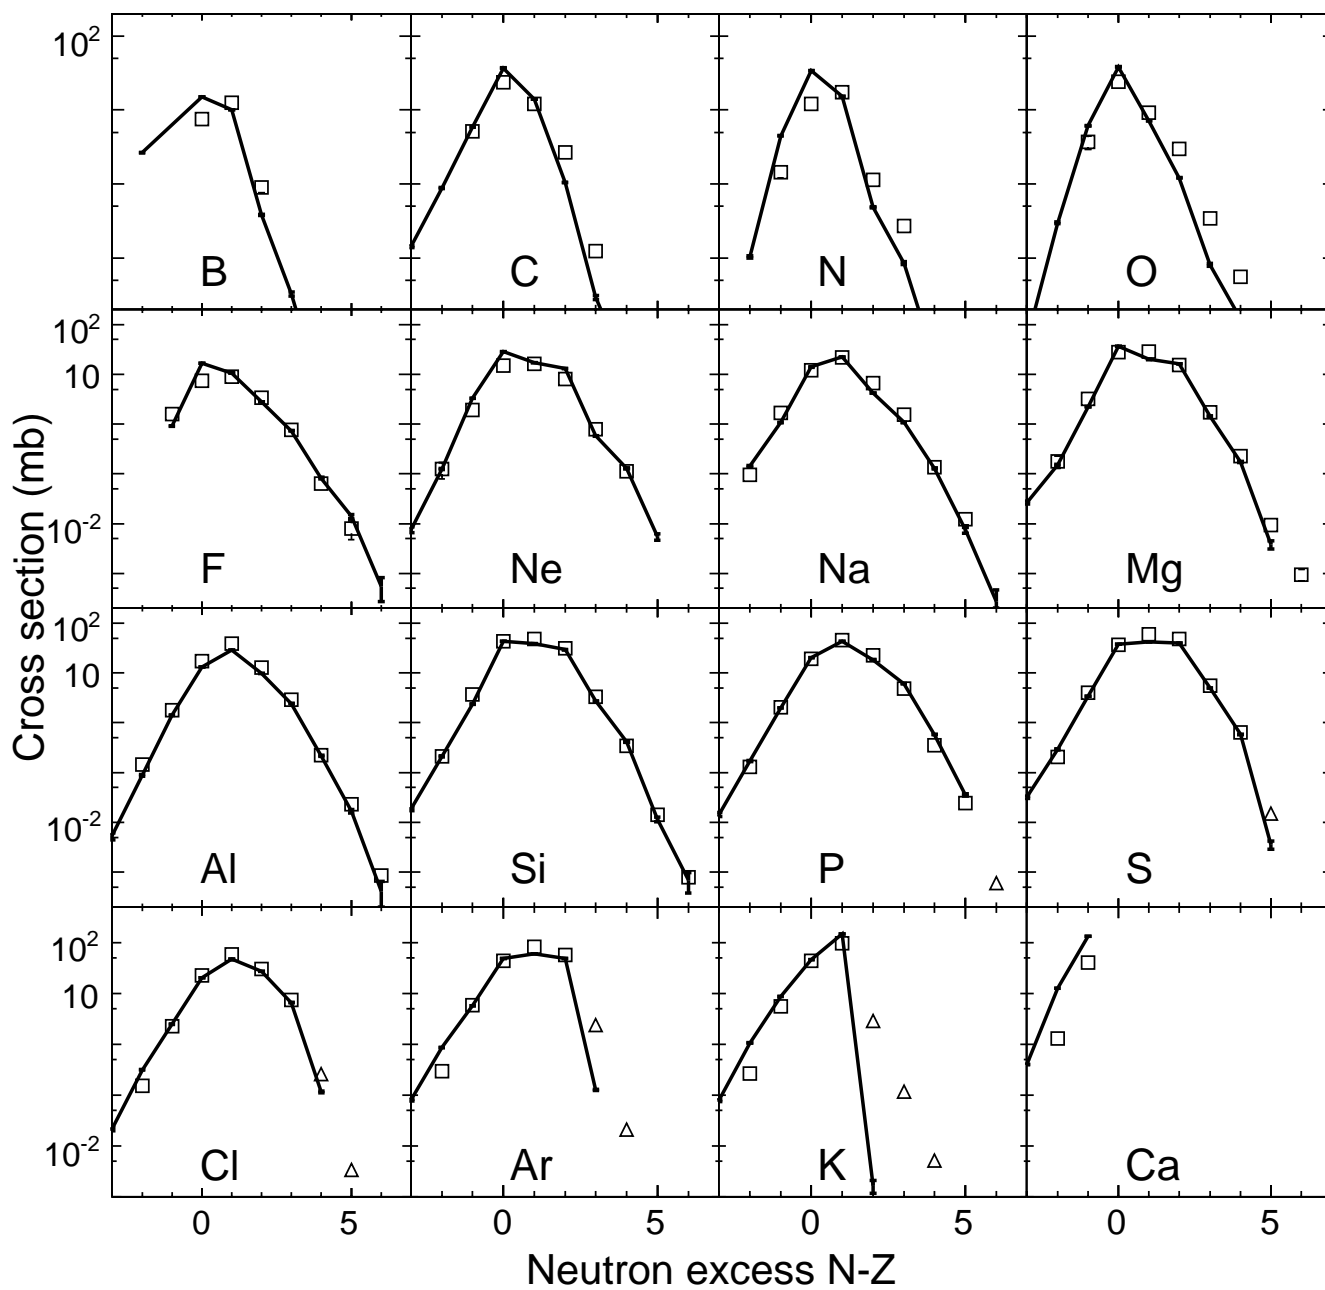 10²
B
C
N
O
10²
10
10⁻²
F
Ne
Na
Mg
10²
10
10⁻²
Al
Si
P
S
10²
10
10⁻²
Cl
Ar
K
Ca
0
5
0
5
0
5
0
5
Cross section (mb)
Neutron excess N-Z